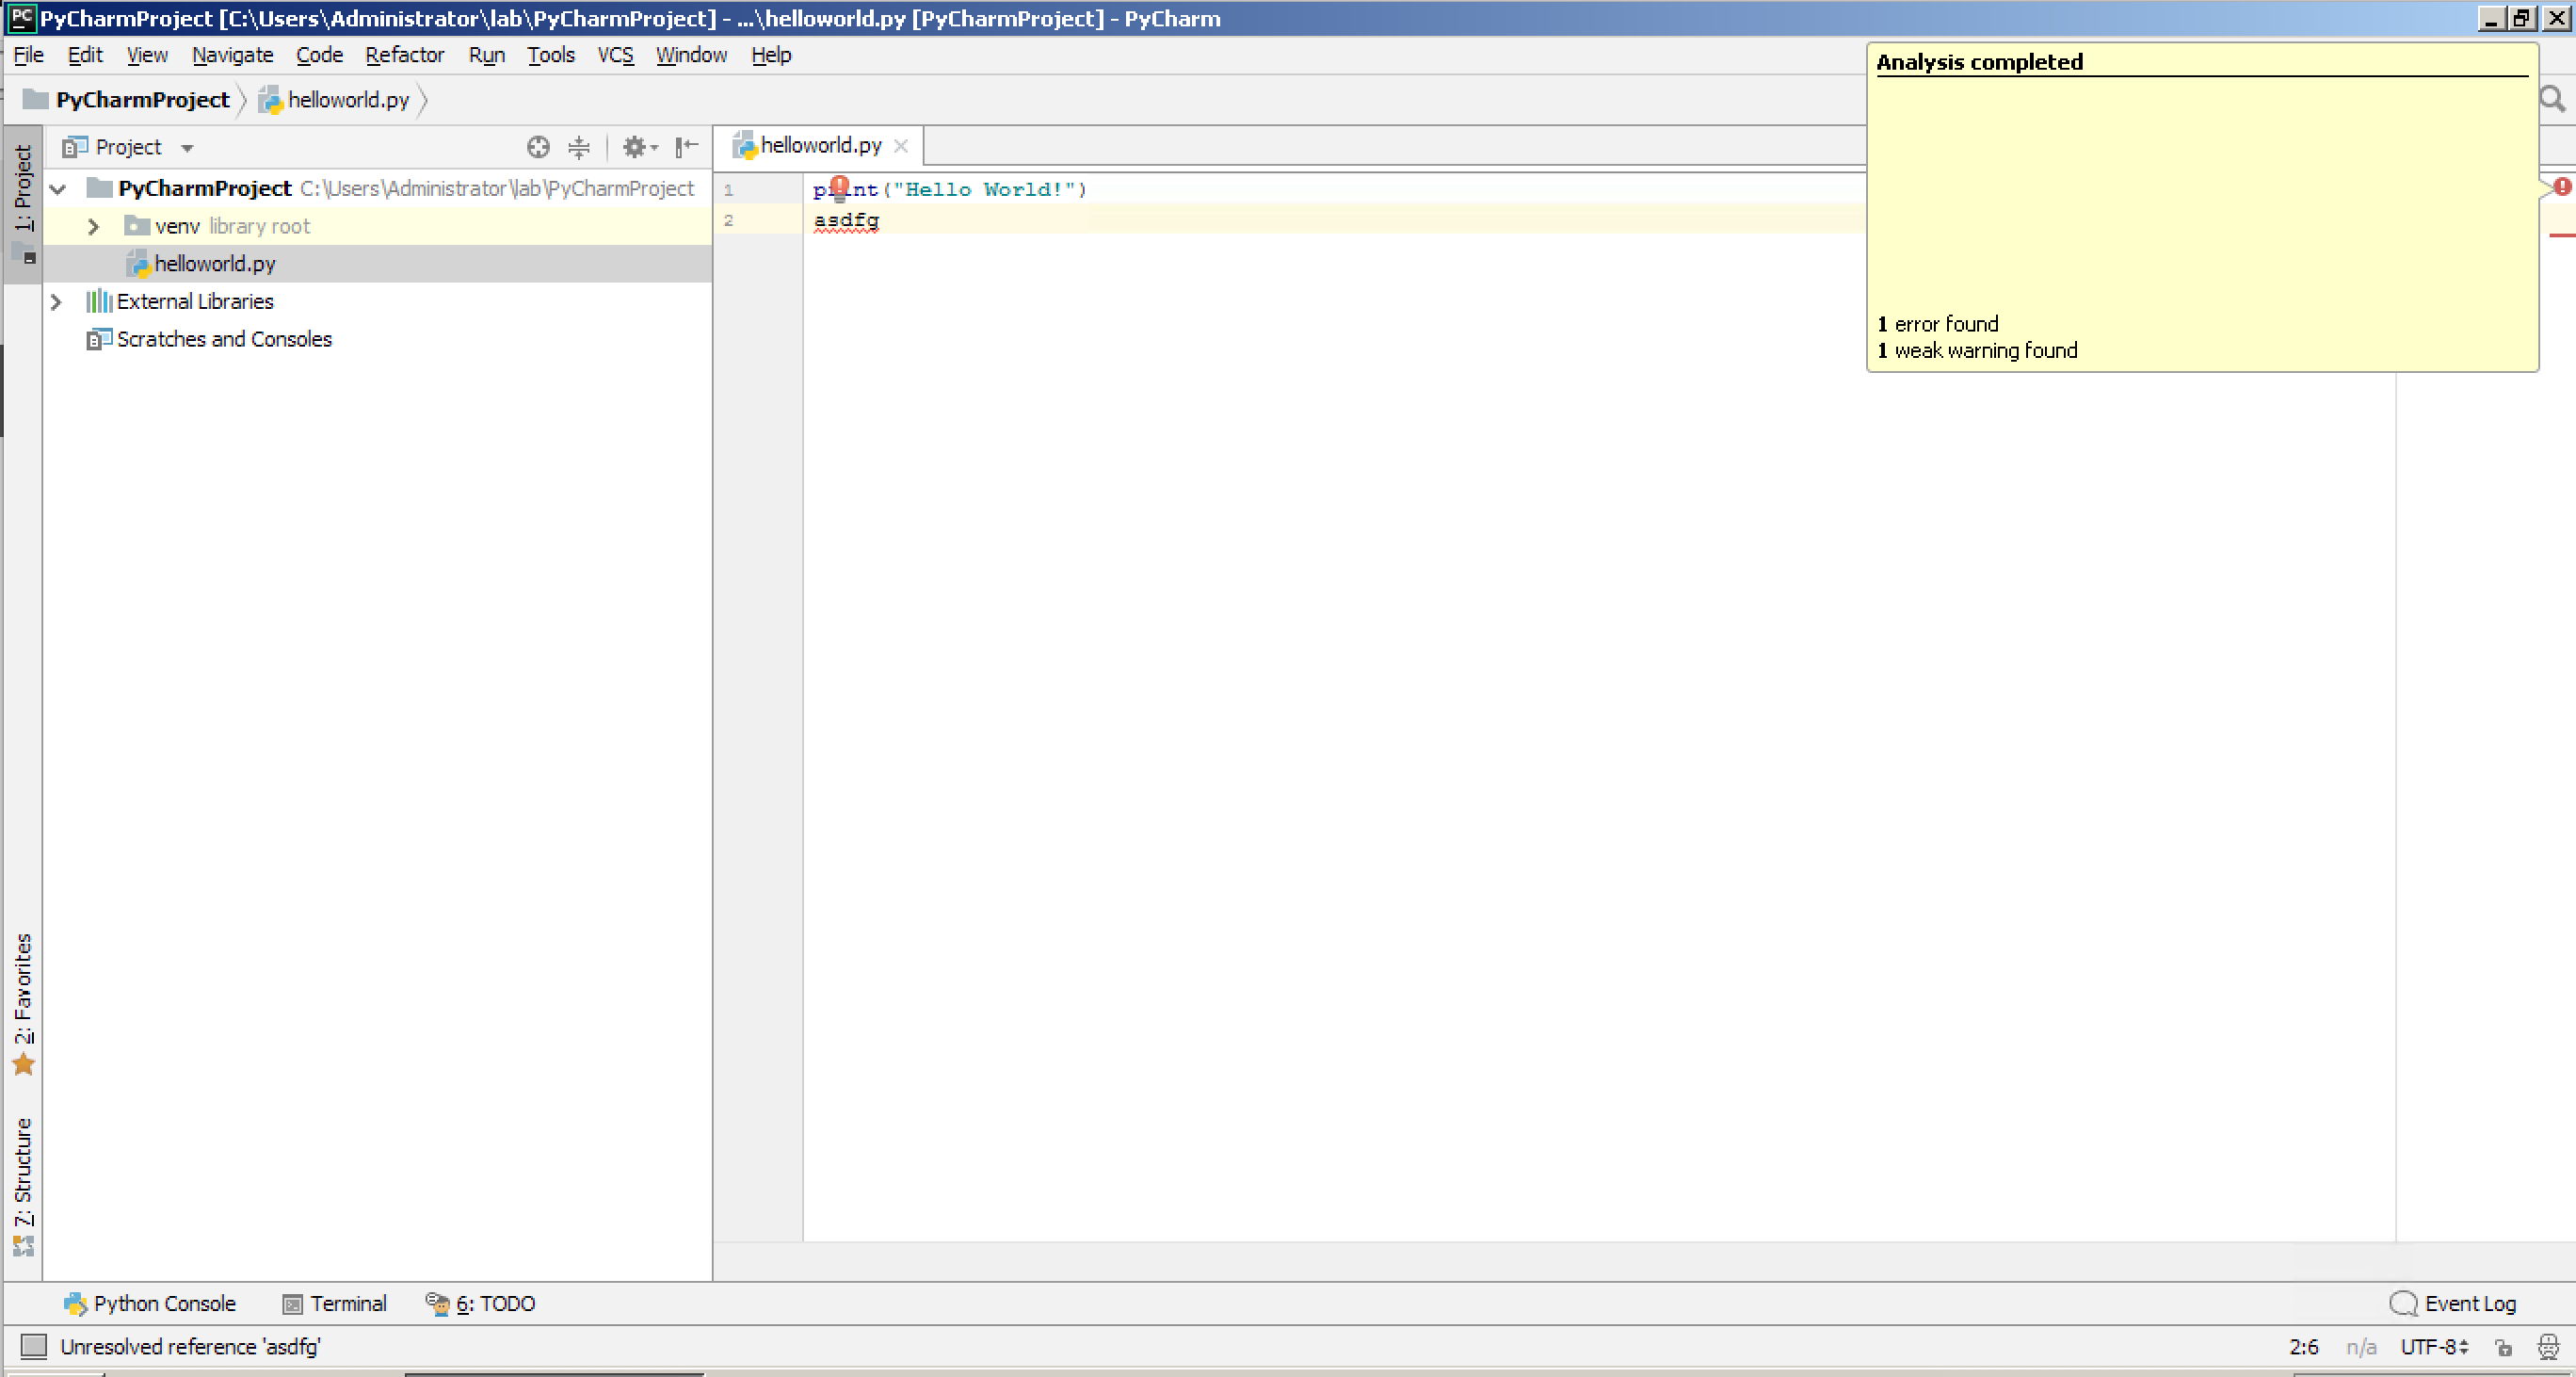 PC PyCharmProject [C:\Users\Administrator\lab\PyCharmProject] - ...\helloworld.py [PyCharmProject] - PyCharm
File Edit View Navigate Code Refactor Run Tools VCS Window Help
PyCharmProject helloworld.py
Project
helloworld.py
1: Project
PyCharmProject C:\Users\Administrator\lab\PyCharmProject
venv library root
helloworld.py
External Libraries
Scratches and Consoles
1 print("Hello World!")
2 asdfg
Analysis completed
1 error found
1 weak warning found
2: Favorites
7: Structure
Python Console Terminal 6: TODO Event Log
Unresolved reference 'asdfg' 2:6 n/a UTF-8